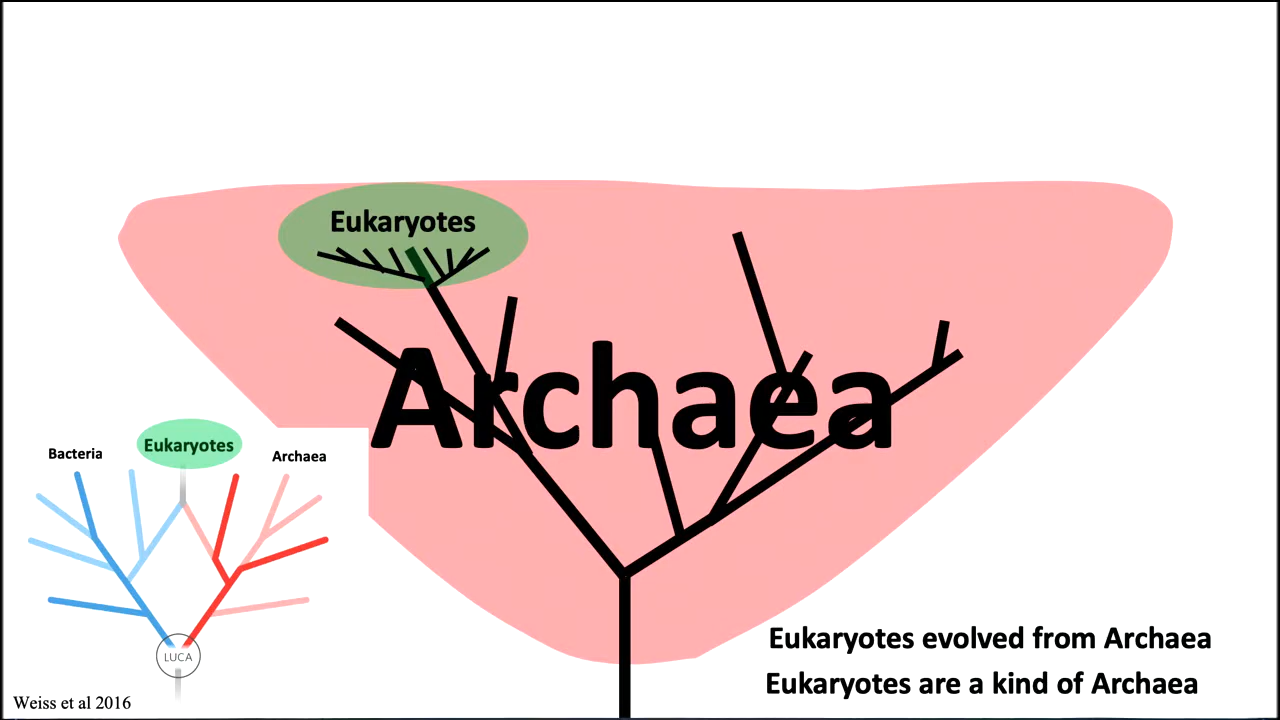 Eukaryotes
Archaea
Bacteria
Eukaryotes
Archaea
LUCA
Weiss et al 2016
Eukaryotes evolved from Archaea
Eukaryotes are a kind of Archaea